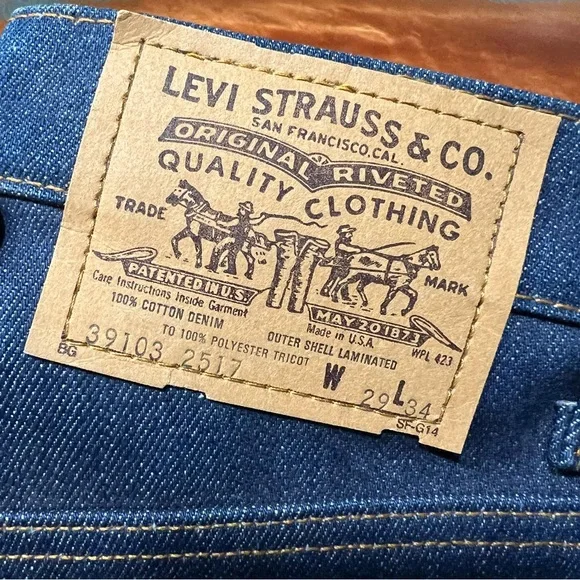 LEVI STRAUSS & CO.
SAN FRANCISCO, CAL.
ORIGINAL RIVETED
QUALITY CLOTHING
TRADE MARK
PATENTED IN U.S. MAY 20 1873
Care Instructions Inside Garment Made in U.S.A. WPL 423
100% COTTON DENIM OUTER SHELL LAMINATED
TO 100% POLYESTER TRICOT
BG 39103 2517 W 29 L 34
SF-G14